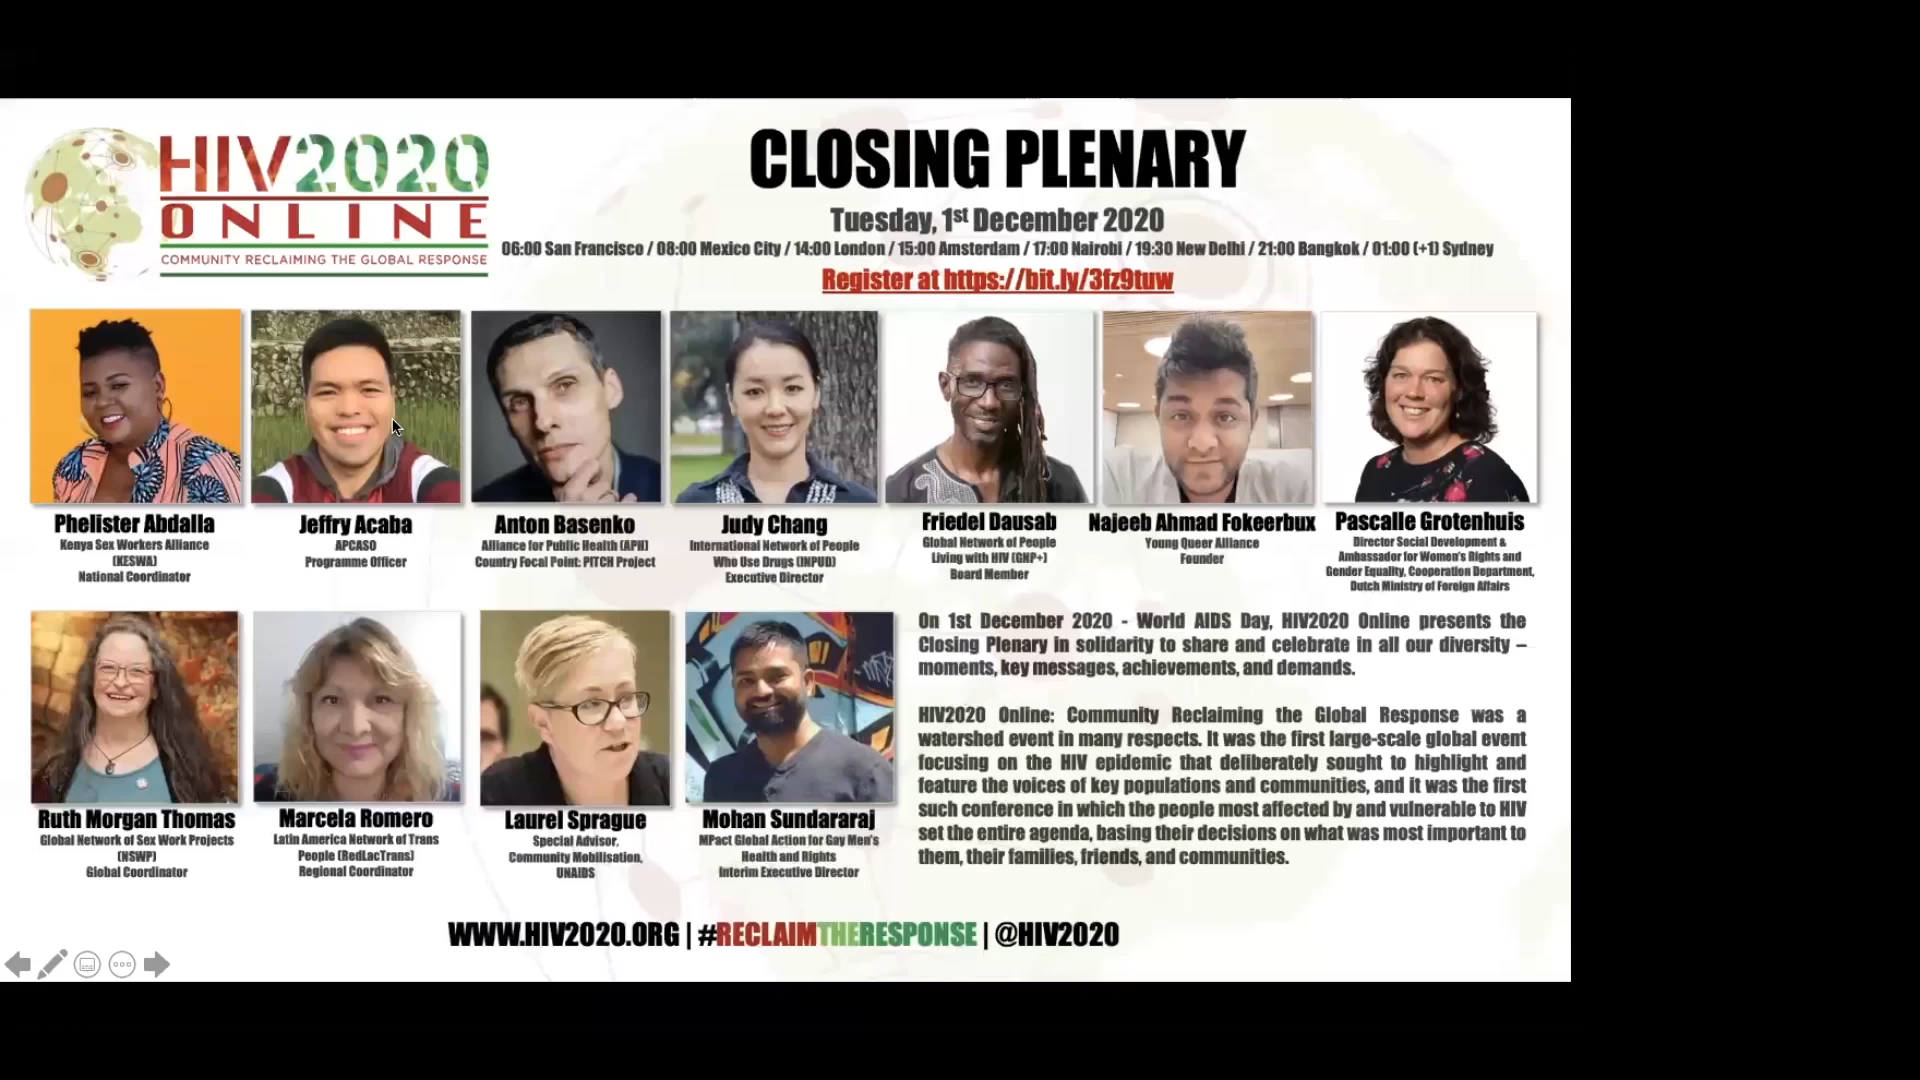 HIV2020
ONLINE
COMMUNITY RECLAIMING THE GLOBAL RESPONSE
CLOSING PLENARY
Tuesday, 1st December 2020
06:00 San Francisco / 08:00 Mexico City / 14:00 London / 15:00 Amsterdam / 17:00 Nairobi / 19:30 New Delhi / 21:00 Bangkok / 01:00 (+1) Sydney
Register at https://bit.ly/3fz9tuw
Phelister Abdalla
Kenya Sex Workers Alliance
(KESWA)
National Coordinator
Jeffry Acaba
APCASO
Programme Officer
Anton Basenko
Alliance for Public Health (APH)
Country Focal Point: PITCH Project
Judy Chang
International Network of People
Who Use Drugs (INPUD)
Executive Director
Friedel Dausab
Global Network of People
Living with HIV (GNP+)
Board Member
Najeeb Ahmad Fokeerbux
Young Queer Alliance
Founder
Pascalle Grotenhuis
Director Social Development &
Ambassador for Women's Rights and
Gender Equality, Cooperation Department,
Dutch Ministry of Foreign Affairs
Ruth Morgan Thomas
Global Network of Sex Work Projects
(NSWP)
Global Coordinator
Marcela Romero
Latin America Network of Trans
People (RedLacTrans)
Regional Coordinator
Laurel Sprague
Special Advisor,
Community Mobilisation,
UNAIDS
Mohan Sundararaj
MPact Global Action for Gay Men's
Health and Rights
Interim Executive Director
On 1st December 2020 - World AIDS Day, HIV2020 Online presents the
Closing Plenary in solidarity to share and celebrate in all our diversity –
moments, key messages, achievements, and demands.
HIV2020 Online: Community Reclaiming the Global Response was a
watershed event in many respects. It was the first large-scale global event
focusing on the HIV epidemic that deliberately sought to highlight and
feature the voices of key populations and communities, and it was the first
such conference in which the people most affected by and vulnerable to HIV
set the entire agenda, basing their decisions on what was most important to
them, their families, friends, and communities.
WWW.HIV2020.ORG | #RECLAIMTHERESPONSE | @HIV2020